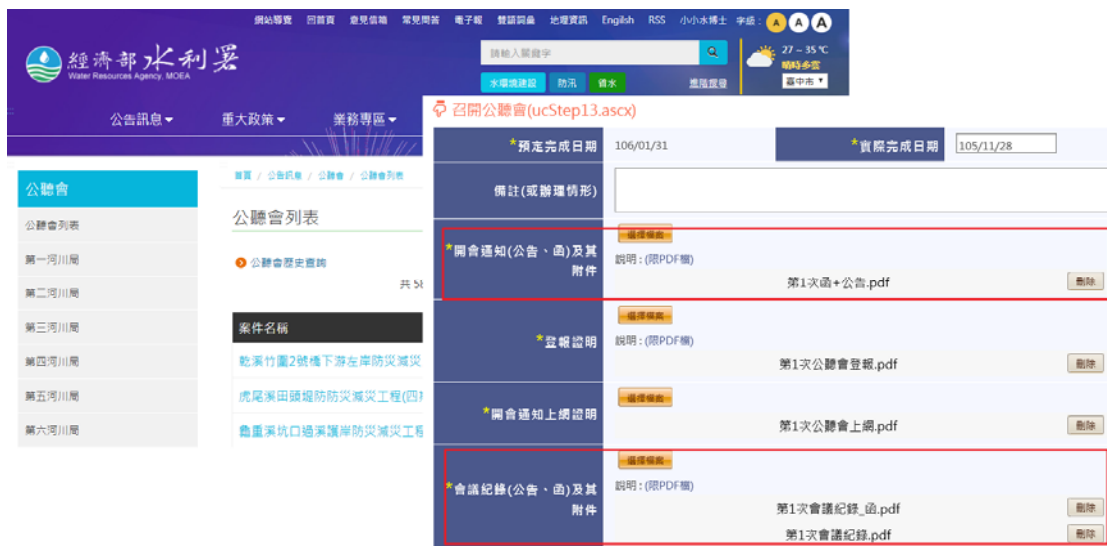 網站導覽 回首頁 意見信箱 常見問答 電子報 雙語詞彙 地理資訊 English RSS 小小水博士 字級: A A A
經濟部水利署
Water Resources Agency, MOEA
請輸入關鍵字
27 – 35 ℃
晴時多雲
水環境建設 防汛 省水 進階搜尋 臺中市
公告訊息 重大政策 業務專區
公聽會
公聽會列表
第一河川局
第二河川局
第三河川局
第四河川局
第五河川局
第六河川局
首頁 / 公告訊息 / 公聽會 / 公聽會列表
公聽會列表
公聽會歷史查詢
共 58
案件名稱
乾溪竹圍2號橋下游左岸防災減災
虎尾溪田頭堤防防災減災工程(四
龜重溪坑口過溪護岸防災減災工程
召開公聽會(ucStep13.ascx)
*預定完成日期 106/01/31 *實際完成日期 105/11/28
備註(或辦理情形)
*開會通知(公告、函)及其附件
選擇檔案
說明:(限PDF檔)
第1次函+公告.pdf 刪除
*登報證明
選擇檔案
說明:(限PDF檔)
第1次公聽會登報.pdf 刪除
*開會通知上網證明
選擇檔案
第1次公聽會上網.pdf 刪除
*會議紀錄(公告、函)及其附件
選擇檔案
說明:(限PDF檔)
第1次會議紀錄_函.pdf 刪除
第1次會議紀錄.pdf 刪除